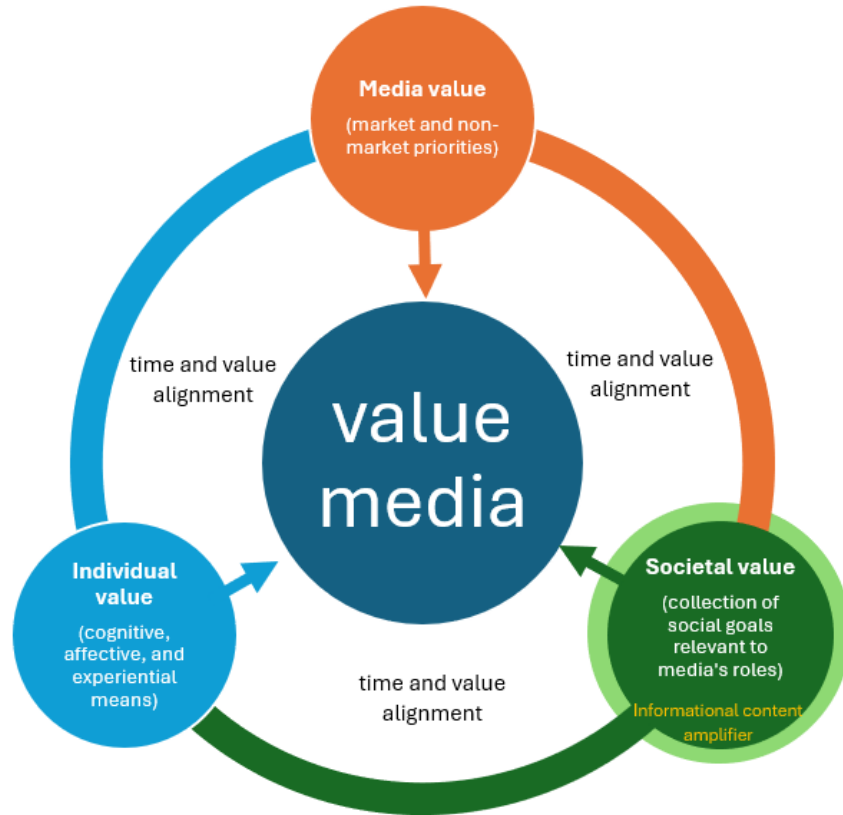 Media value
(market and non-
market priorities)
time and value
alignment
time and value
alignment
value
media
Individual
value
(cognitive,
affective, and
experiential
means)
Societal value
(collection of
social goals
relevant to
media's roles)
Informational content
amplifier
time and value
alignment